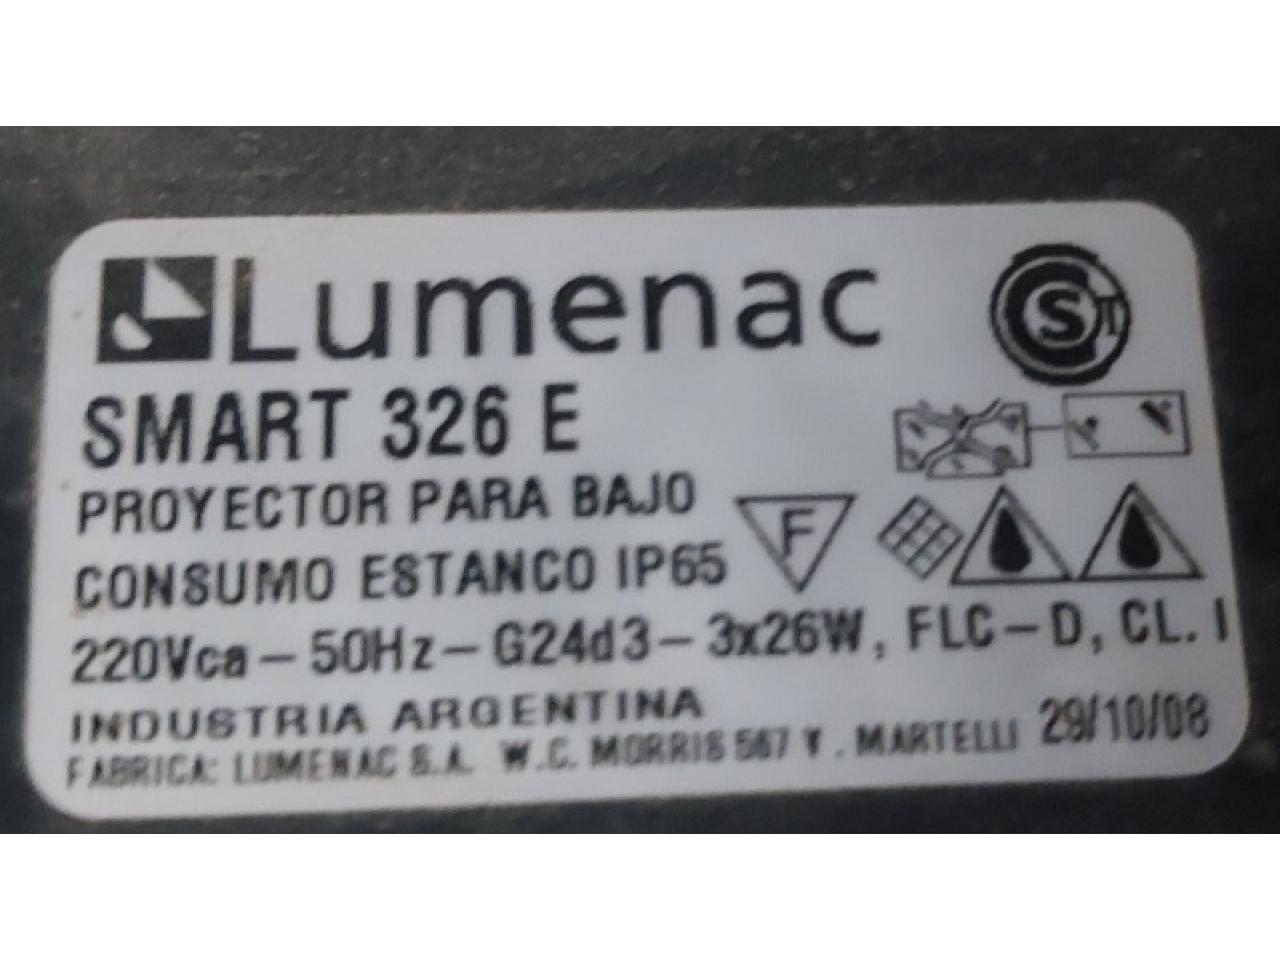 Lumenac
SMART 326 E
PROYECTOR PARA BAJO
CONSUMO ESTANCO IP65
F
220Vca – 50Hz – G24d3 – 3x26W, FLC – D, CL. I
INDUSTRIA ARGENTINA
29/10/08
FABRICA: LUMENAC S.A. W.C. MORRIS 567 V. MARTELLI